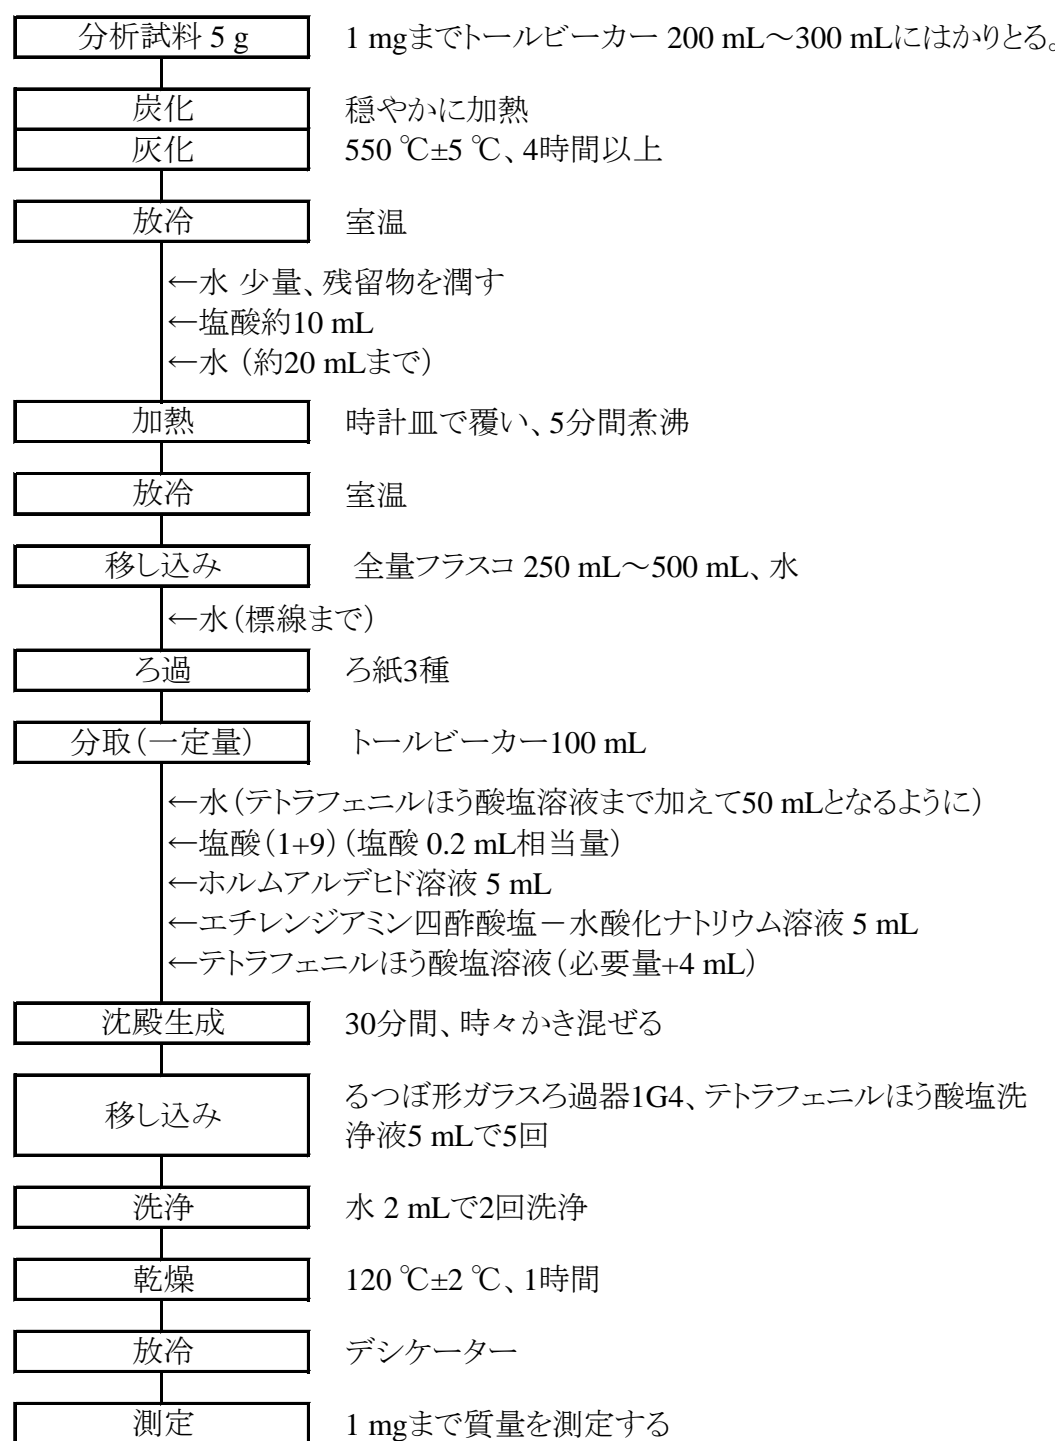 分析試料 5 g 1 mgまでトールビーカー 200 mL～300 mLにはかりとる。
炭化 穏やかに加熱
灰化 550 ℃±5 ℃、4時間以上
放冷 室温
←水 少量、残留物を潤す
←塩酸約10 mL
←水 （約20 mLまで）
加熱 時計皿で覆い、5分間煮沸
放冷 室温
移し込み 全量フラスコ 250 mL～500 mL、水
←水（標線まで）
ろ過 ろ紙3種
分取（一定量） トールビーカー100 mL
←水（テトラフェニルほう酸塩溶液まで加えて50 mLとなるように）
←塩酸（1+9）（塩酸 0.2 mL相当量）
←ホルムアルデヒド溶液 5 mL
←エチレンジアミン四酢酸塩－水酸化ナトリウム溶液 5 mL
←テトラフェニルほう酸塩溶液（必要量+4 mL）
沈殿生成 30分間、時々かき混ぜる
移し込み るつぼ形ガラスろ過器1G4、テトラフェニルほう酸塩洗
浄液5 mLで5回
洗浄 水 2 mLで2回洗浄
乾燥 120 ℃±2 ℃、1時間
放冷 デシケーター
測定 1 mgまで質量を測定する